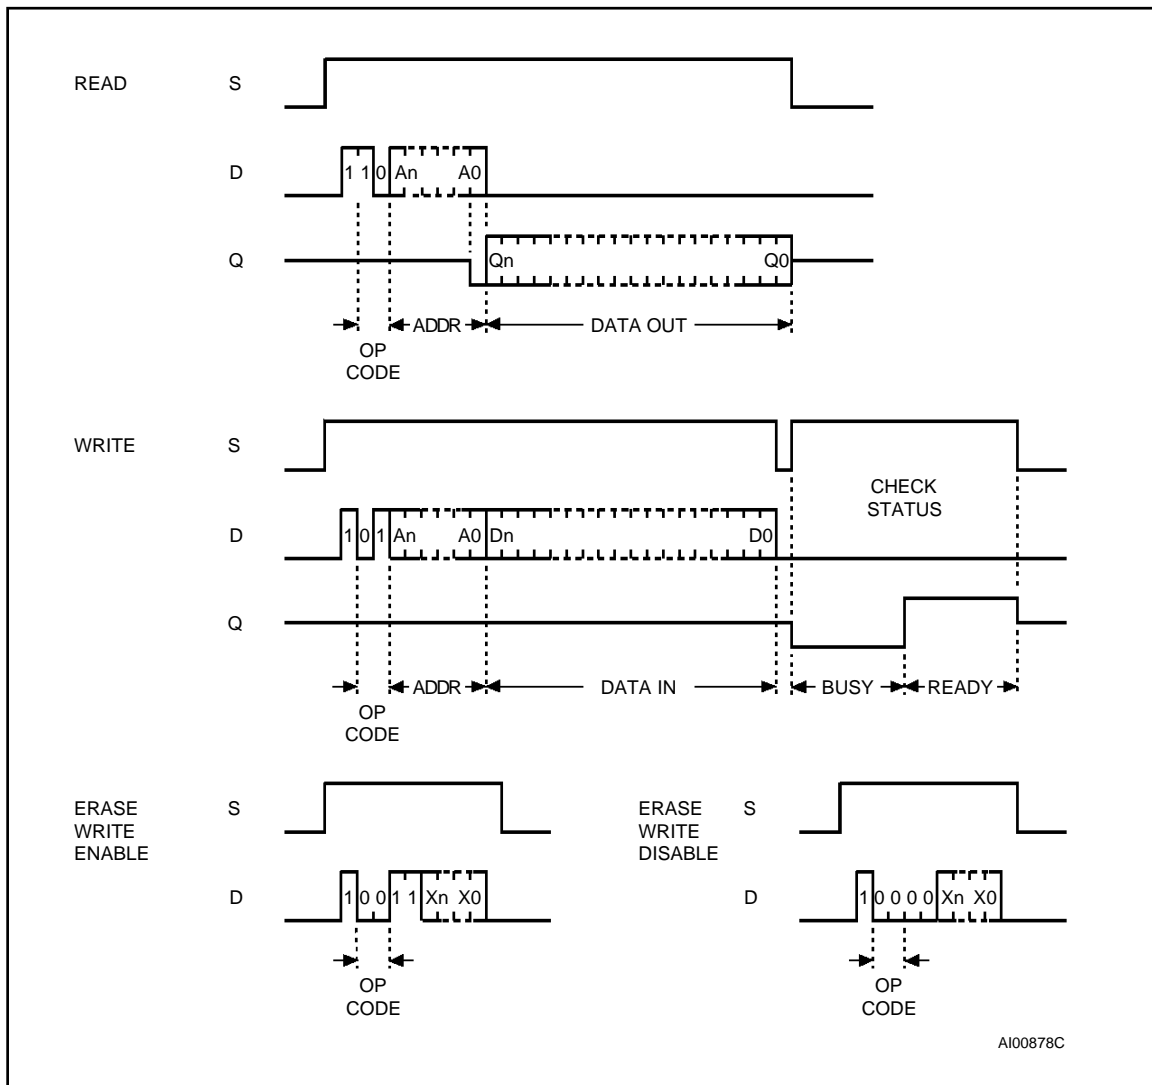 READ S
D 1 1 0 An A0
Q Qn Q0
ADDR DATA OUT
OP
CODE
WRITE S
CHECK
STATUS
D 1 0 1 An A0 Dn D0
Q
ADDR DATA IN BUSY READY
OP
CODE
ERASE
WRITE
ENABLE
S
D 1 0 0 1 1 Xn X0
OP
CODE
ERASE
WRITE
DISABLE
S
D 1 0 0 0 0 Xn X0
OP
CODE
AI00878C